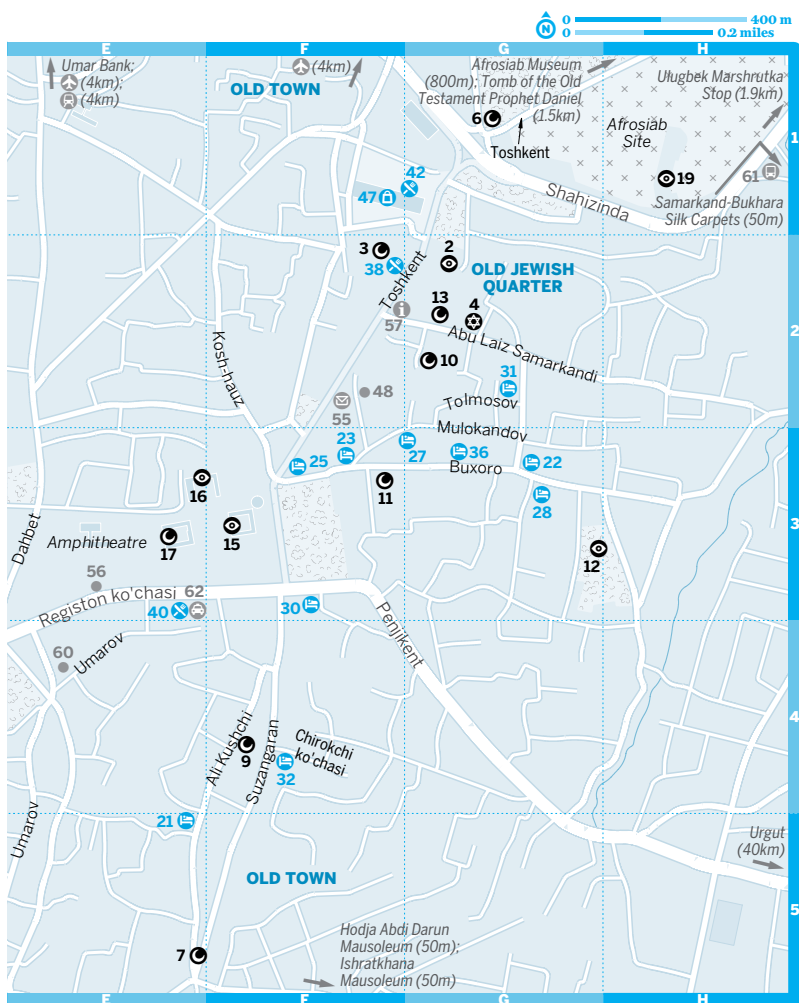 N
0 400 m
0 0.2 miles
E F G H
Umar Bank;
(4km);
(4km)
(4km)
OLD TOWN
Afrosiab Museum
(800m); Tomb of the Old
Testament Prophet Daniel
(1.5km)
Ulugbek Marshrutka
Stop (1.9km)
6
Toshkent
Afrosiab
Site
1
42
47
19
61
Shahizinda
Samarkand-Bukhara
Silk Carpets (50m)
3
38
2
Toshkent
OLD JEWISH
QUARTER
13
4
57
Abu Laiz Samarkandi
2
Kosh-hauz
10
31
48
55
Tolmosov
Mulokandov
23
25
27
36
22
Buxoro
16
11
28
Dahbet
Amphitheatre
17
15
3
12
56
62
Registon ko'chasi
40
30
Penjikent
60
Umarov
4
Ali Kushchi
9
Suzangaran
Chirokchi
ko'chasi
32
21
Umarov
Urgut
(40km)
OLD TOWN
5
7
Hodja Abdi Darun
Mausoleum (50m);
Ishratkhana
Mausoleum (50m)
E F G H